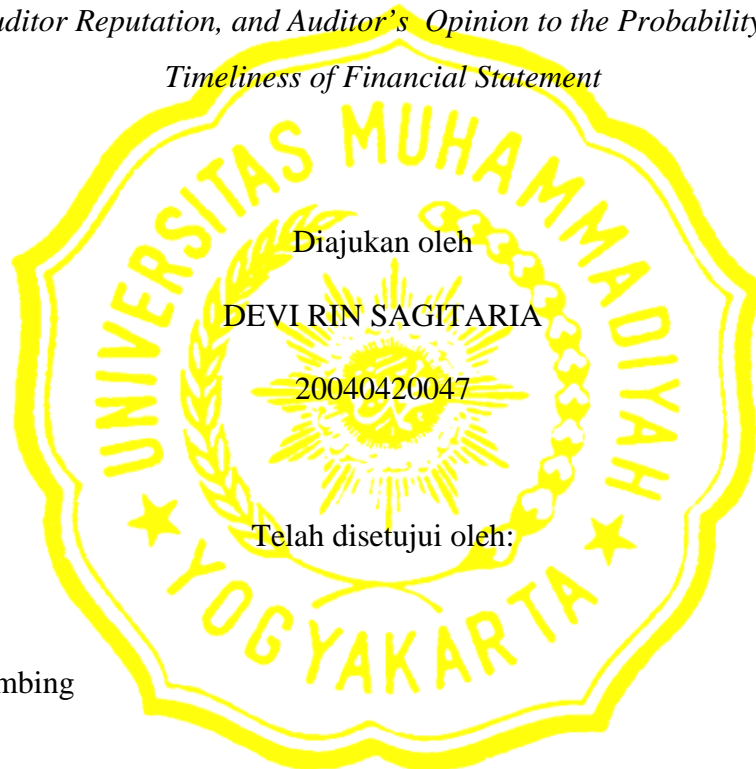 uditor Reputation, and Auditor’s Opinion to the Probability
Timeliness of Financial Statement
UNIVERSITAS MUHAMMADIYAH
YOGYAKARTA
Diajukan oleh
DEVI RIN SAGITARIA
20040420047
Telah disetujui oleh:
mbing